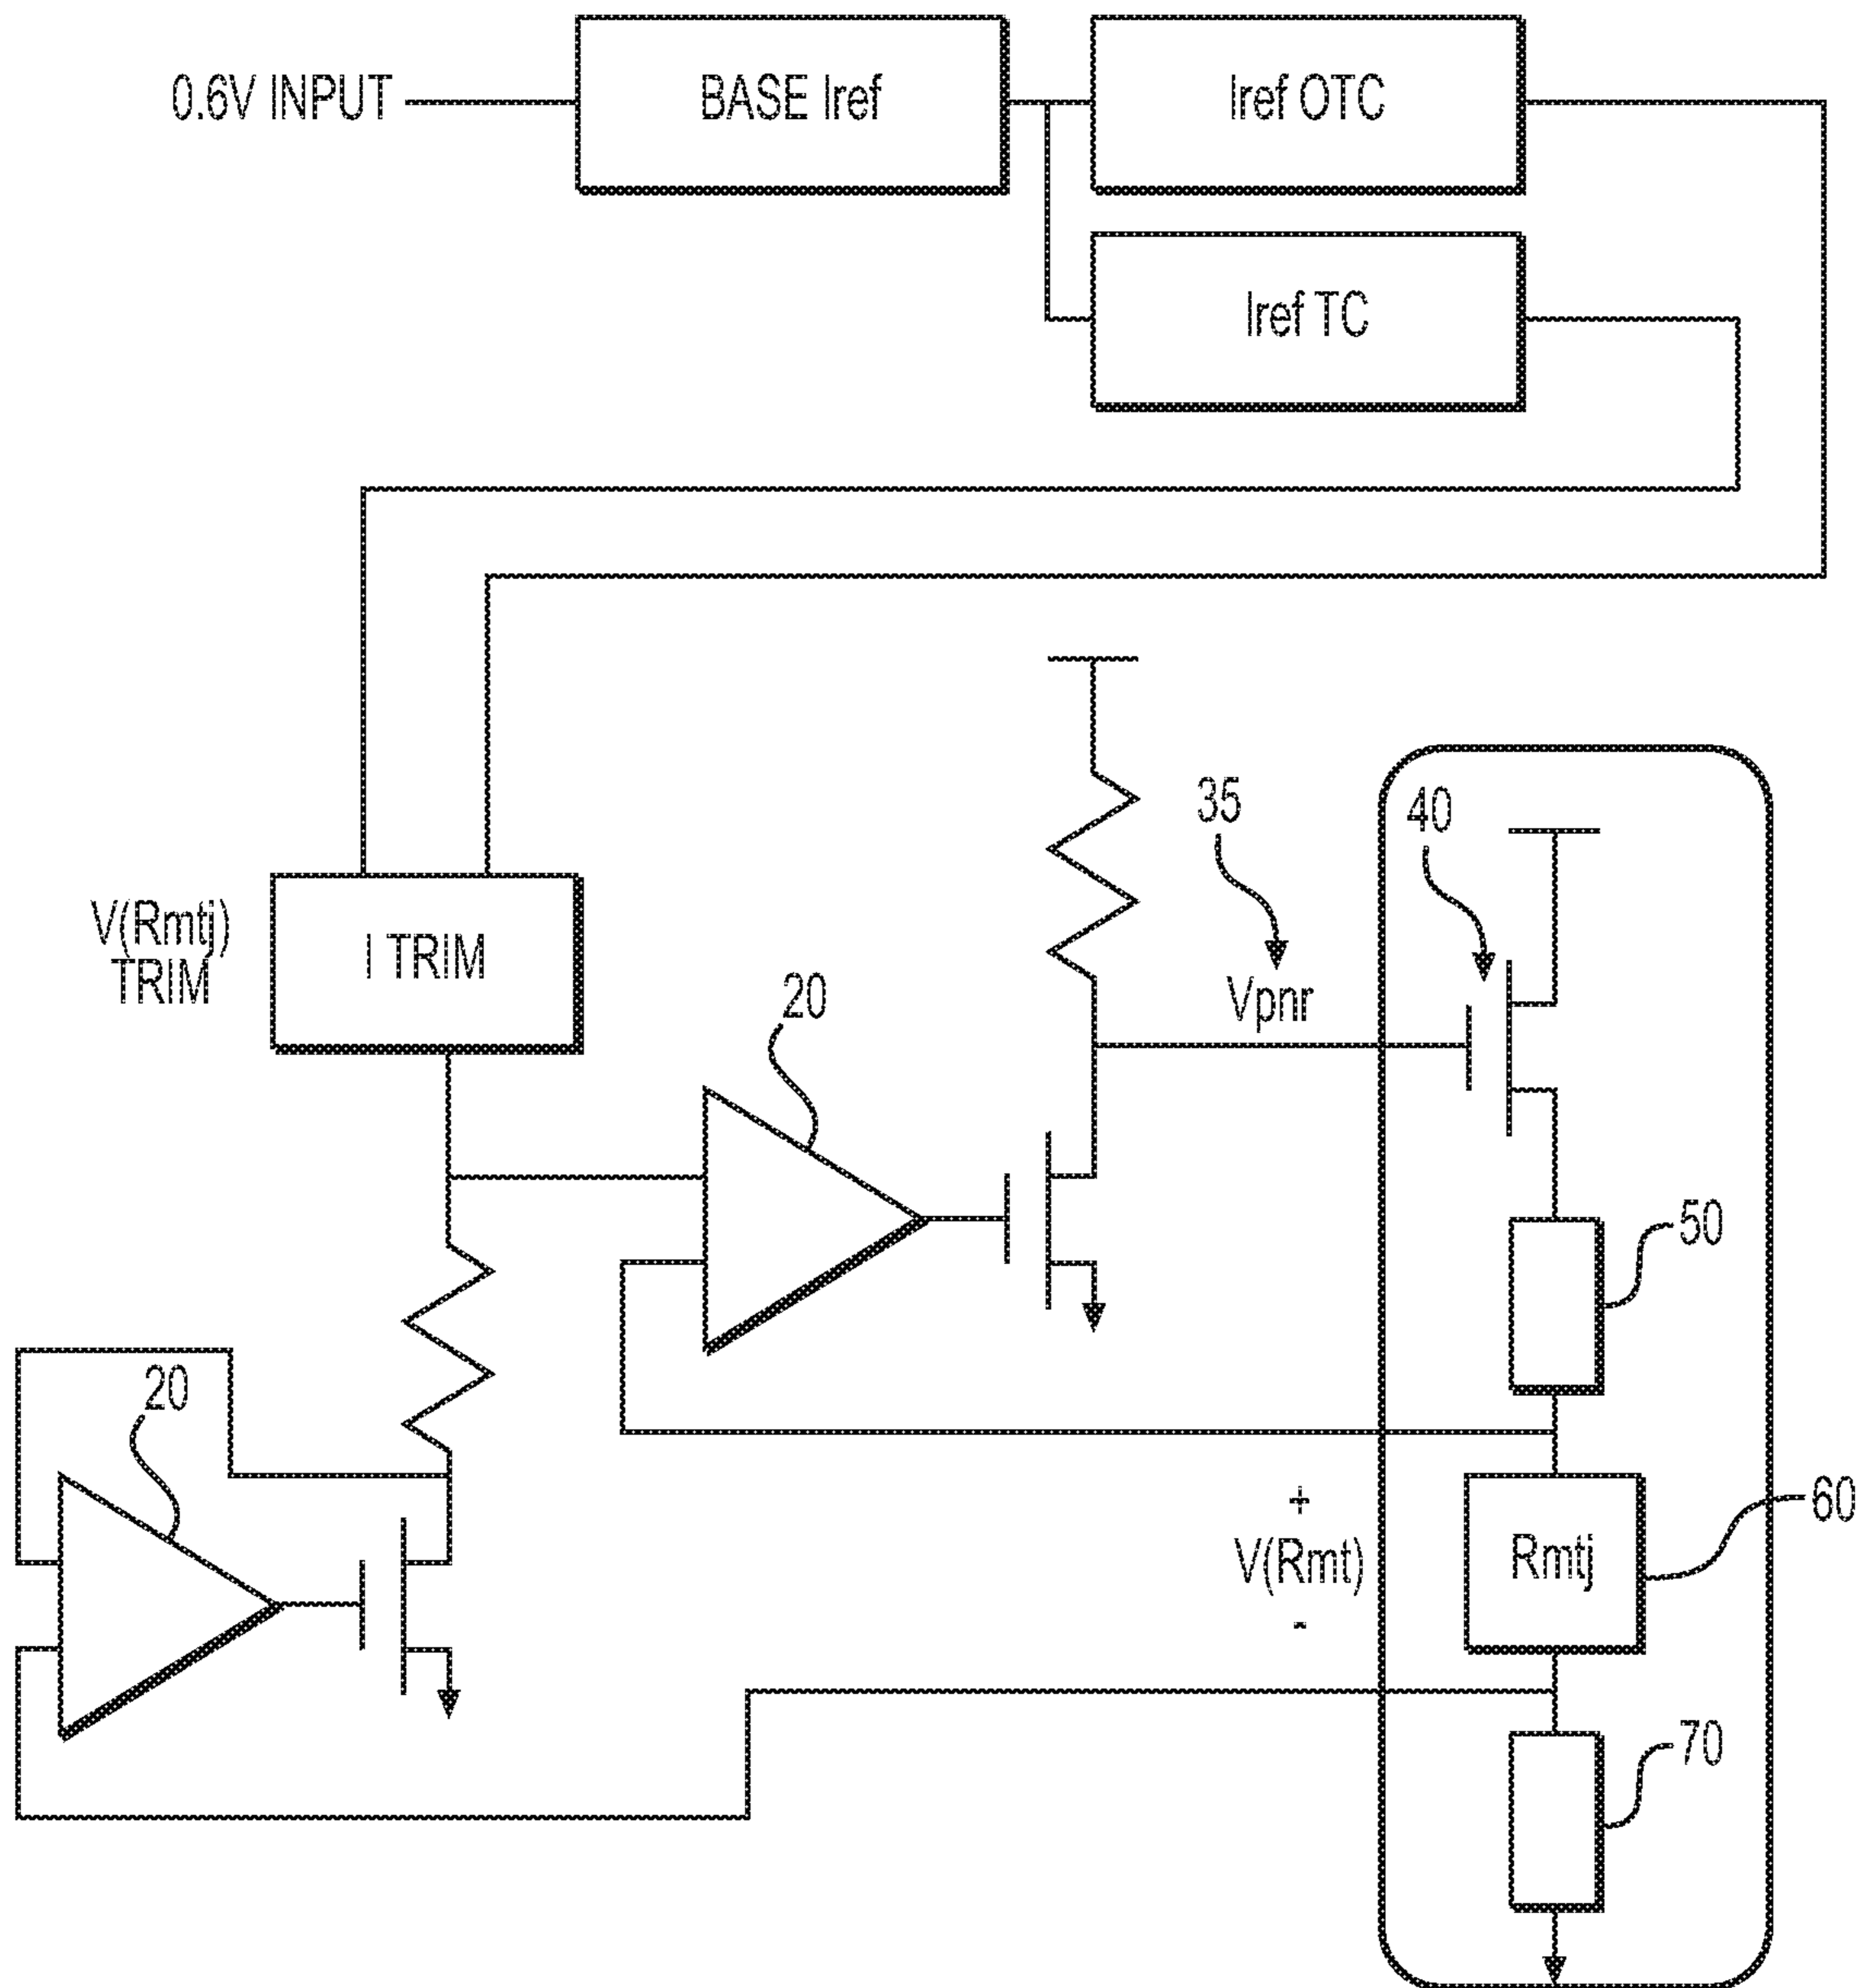 0.6V INPUT
BASE Iref
Iref OTC
Iref TC
V(Rmtj)
TRIM
I TRIM
35
Vpnr
40
20
50
20
+
V(Rmt)
-
Rmtj
60
70